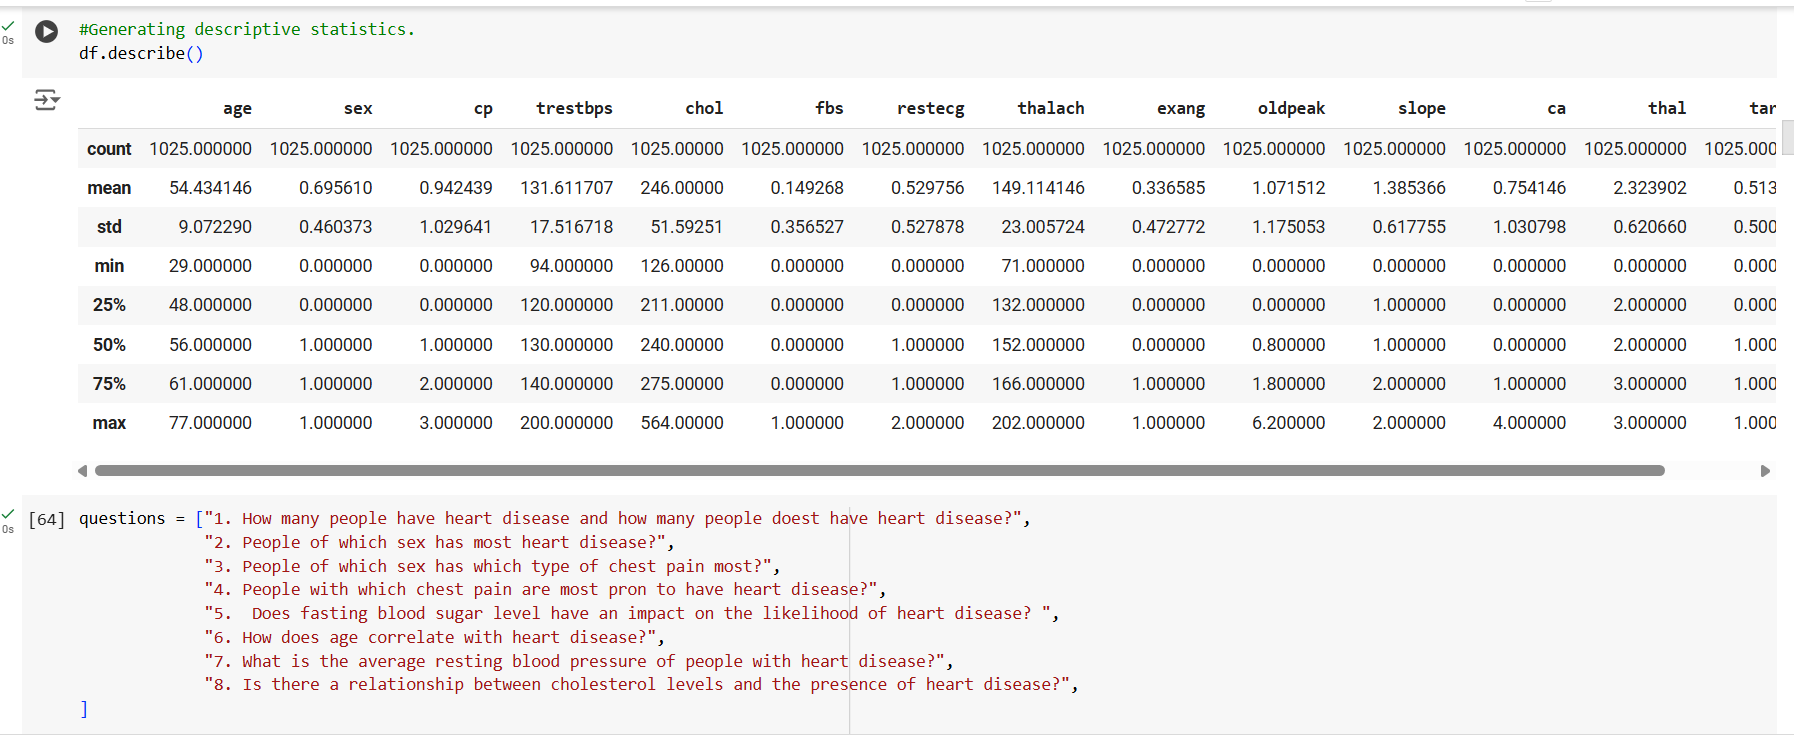 #Generating descriptive statistics.
0s
df.describe()
age sex cp trestbps chol fbs restecg thalach exang oldpeak slope ca thal tar
count 1025.000000 1025.000000 1025.000000 1025.000000 1025.00000 1025.000000 1025.000000 1025.000000 1025.000000 1025.000000 1025.000000 1025.000000 1025.000000 1025.000
mean 54.434146 0.695610 0.942439 131.611707 246.00000 0.149268 0.529756 149.114146 0.336585 1.071512 1.385366 0.754146 2.323902 0.513
std 9.072290 0.460373 1.029641 17.516718 51.59251 0.356527 0.527878 23.005724 0.472772 1.175053 0.617755 1.030798 0.620660 0.500
min 29.000000 0.000000 0.000000 94.000000 126.00000 0.000000 0.000000 71.000000 0.000000 0.000000 0.000000 0.000000 0.000000 0.000
25% 48.000000 0.000000 0.000000 120.000000 211.00000 0.000000 0.000000 132.000000 0.000000 0.000000 1.000000 0.000000 2.000000 0.000
50% 56.000000 1.000000 1.000000 130.000000 240.00000 0.000000 1.000000 152.000000 0.000000 0.800000 1.000000 0.000000 2.000000 1.000
75% 61.000000 1.000000 2.000000 140.000000 275.00000 0.000000 1.000000 166.000000 1.000000 1.800000 2.000000 1.000000 3.000000 1.000
max 77.000000 1.000000 3.000000 200.000000 564.00000 1.000000 2.000000 202.000000 1.000000 6.200000 2.000000 4.000000 3.000000 1.000
[64] questions = ["1. How many people have heart disease and how many people doest have heart disease?",
0s
"2. People of which sex has most heart disease?",
"3. People of which sex has which type of chest pain most?",
"4. People with which chest pain are most pron to have heart disease?",
"5.  Does fasting blood sugar level have an impact on the likelihood of heart disease? ",
"6. How does age correlate with heart disease?",
"7. What is the average resting blood pressure of people with heart disease?",
"8. Is there a relationship between cholesterol levels and the presence of heart disease?",
]